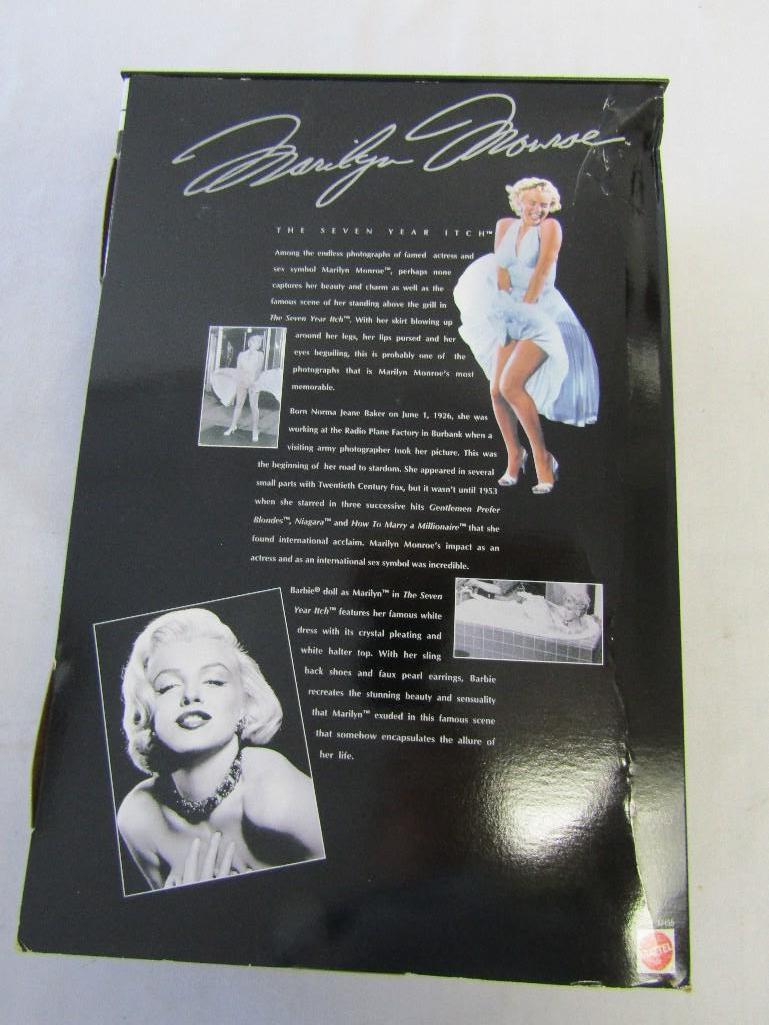 Marilyn Monroe™
THE SEVEN YEAR ITCH™
Among the endless photographs of famed actress and
sex symbol Marilyn Monroe™, perhaps none
captures her beauty and charm as well as the
famous scene of her standing above the grill in
The Seven Year Itch™. With her skirt blowing up
around her legs, her lips pursed and her
eyes beguiling, this is probably one of the
photographs that is Marilyn Monroe's most
memorable.
Born Norma Jeane Baker on June 1, 1926, she was
working at the Radio Plane Factory in Burbank when a
visiting army photographer took her picture. This was
the beginning of her road to stardom. She appeared in several
small parts with Twentieth Century Fox, but it wasn't until 1953
when she starred in three successive hits Gentlemen Prefer
Blondes™, Niagara™ and How To Marry a Millionaire™ that she
found international acclaim. Marilyn Monroe's impact as an
actress and as an international sex symbol was incredible.
Barbie® doll as Marilyn™ in The Seven
Year Itch™ features her famous white
dress with its crystal pleating and
white halter top. With her sling
back shoes and faux pearl earrings, Barbie
recreates the stunning beauty and sensuality
that Marilyn™ exuded in this famous scene
that somehow encapsulates the allure of
her life.
MATTEL